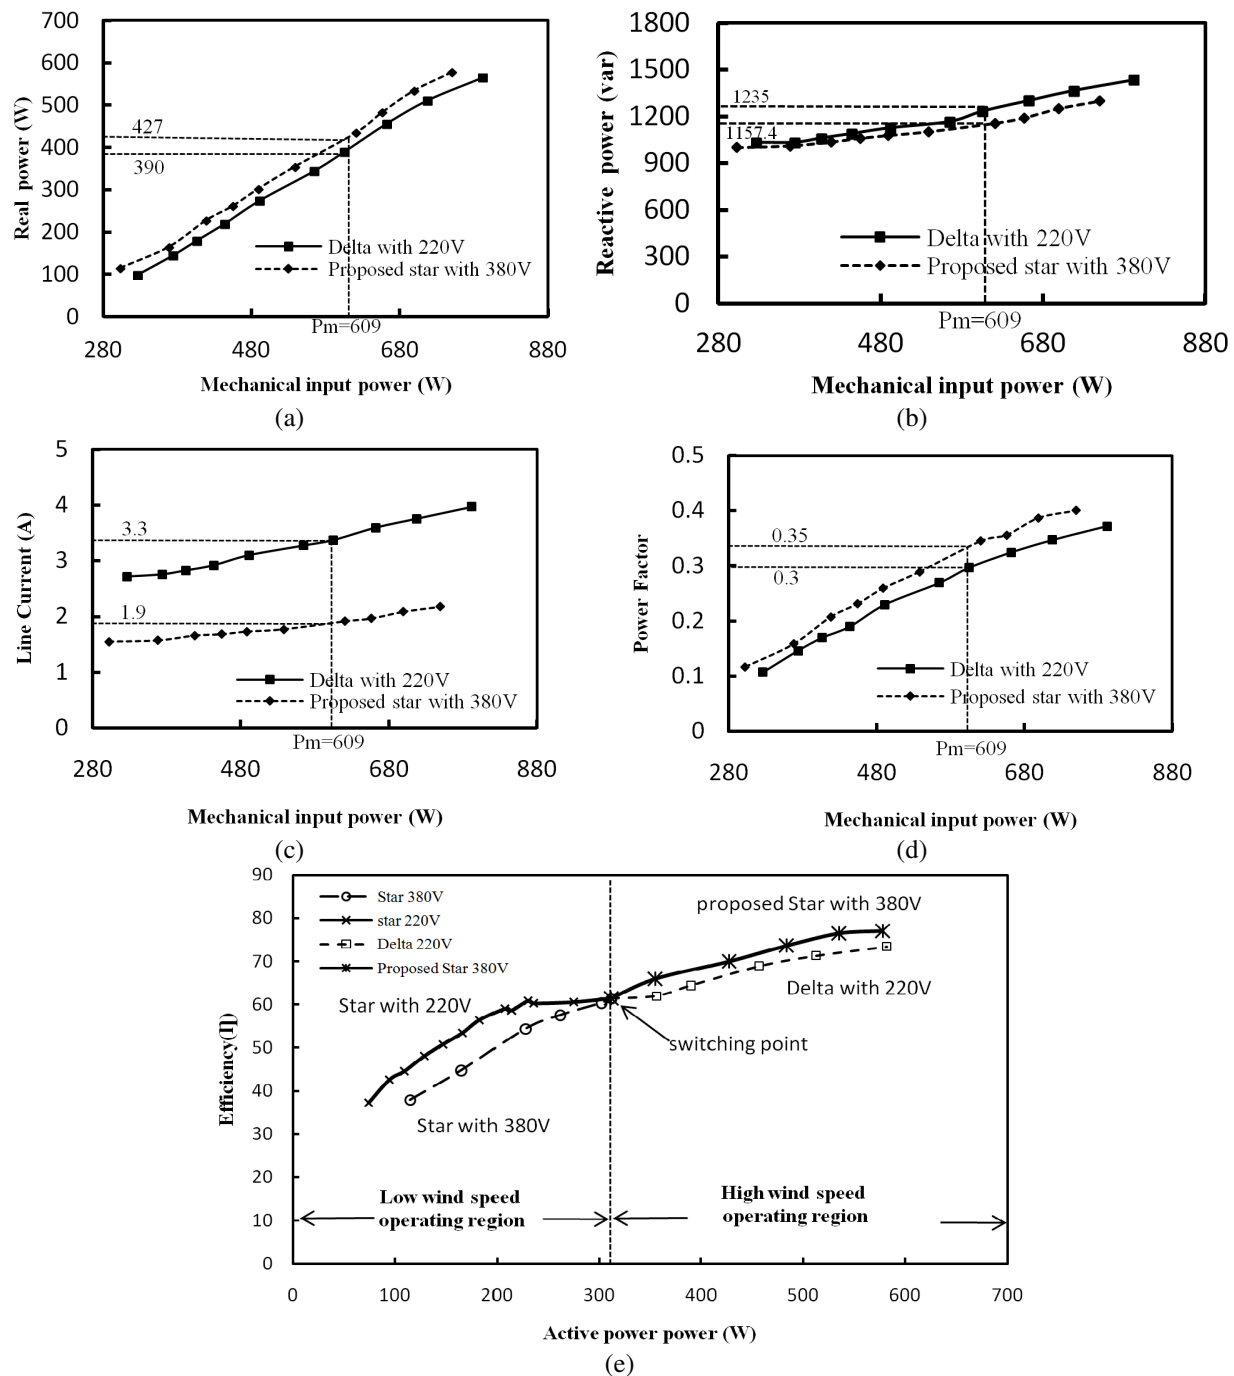 700
600
500
400
300
200
100
0
Real power (W)
427
390
Delta with 220V
Proposed star with 380V
Pm=609
280
480
680
880
Mechanical input power (W)
(a)
1800
1500
1200
900
600
300
0
Reactive power (var)
1235
1157.4
Delta with 220V
Proposed star with 380V
Pm=609
280
480
680
880
Mechanical input power (W)
(b)
5
4
3
2
1
0
Line Current (A)
3.3
1.9
Delta with 220V
Proposed star with 380V
Pm=609
280
480
680
880
Mechanical input power (W)
(c)
0.5
0.4
0.3
0.2
0.1
0
Power Factor
0.35
0.3
Delta with 220V
Proposed star with 380V
Pm=609
280
480
680
880
Mechanical input power (W)
(d)
90
80
70
60
50
40
30
20
10
0
Star 380V
star 220V
Delta 220V
Proposed Star 380V
proposed Star with 380V
Star with 220V
Delta with 220V
switching point
Star with 380V
Low wind speed
operating region
High wind speed
operating region
0
100
200
300
400
500
600
700
Active power power (W)
(e)